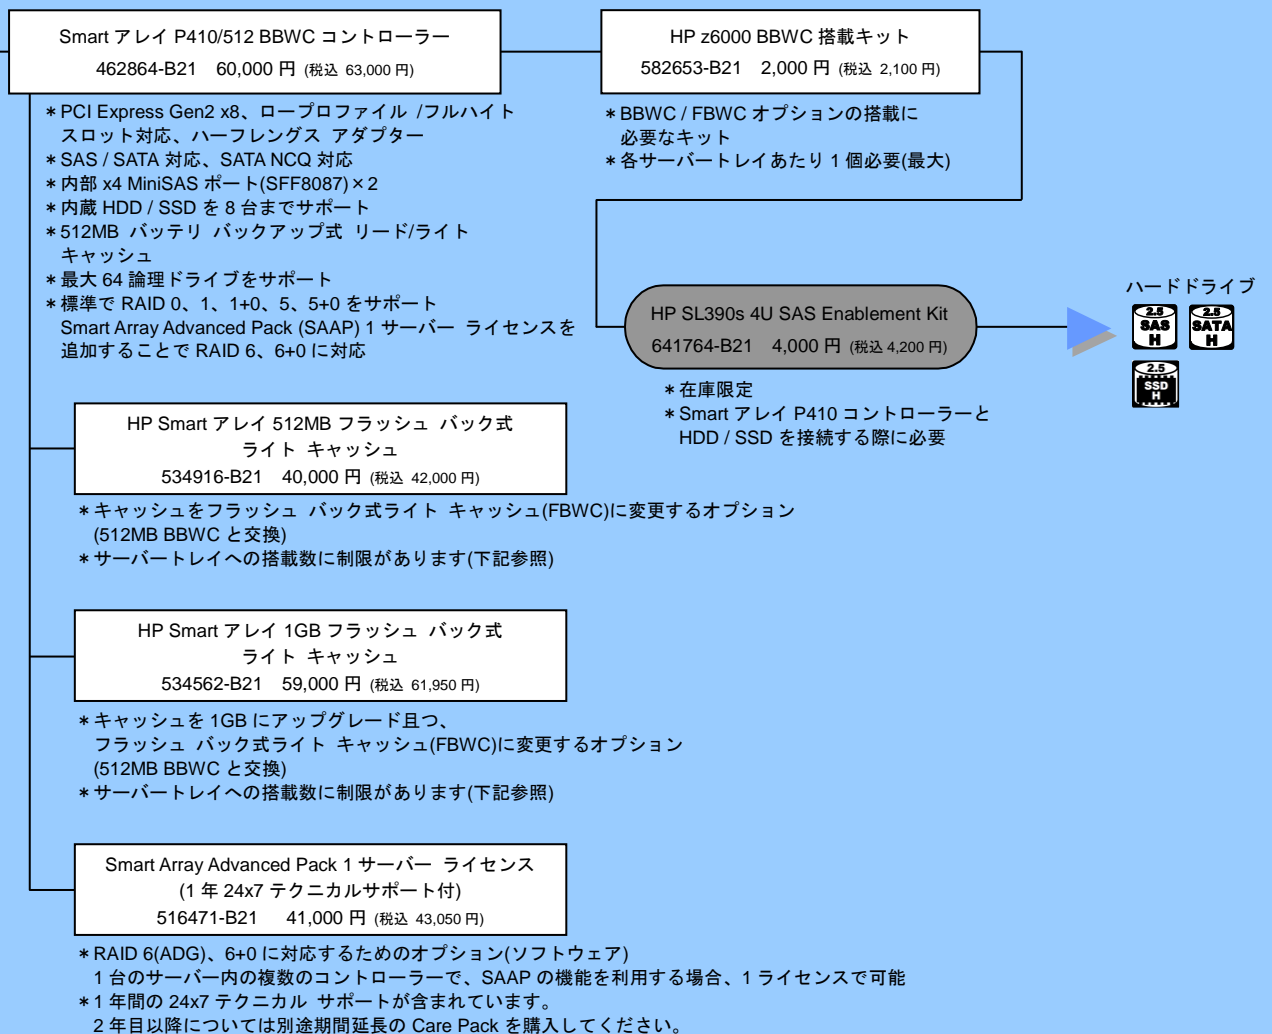 Smart アレイ P410/512 BBWC コントローラー
462864-B21 60,000 円 (税込 63,000 円)
*PCI Express Gen2 x8、ロープロファイル /フルハイト
スロット対応、ハーフレングス アダプター
*SAS / SATA 対応、SATA NCQ 対応
*内部 x4 MiniSAS ポート(SFF8087)×2
*内蔵 HDD / SSD を 8 台までサポート
*512MB バッテリ バックアップ式 リード/ライト
キャッシュ
*最大 64 論理ドライブをサポート
*標準で RAID 0、1、1+0、5、5+0 をサポート
Smart Array Advanced Pack (SAAP) 1 サーバー ライセンスを
追加することで RAID 6、6+0 に対応
HP z6000 BBWC 搭載キット
582653-B21 2,000 円 (税込 2,100 円)
*BBWC / FBWC オプションの搭載に
必要なキット
*各サーバートレイあたり 1 個必要(最大)
HP SL390s 4U SAS Enablement Kit
641764-B21 4,000 円 (税込 4,200 円)
*在庫限定
*Smart アレイ P410 コントローラーと
HDD / SSD を接続する際に必要
ハードドライブ
2.5 SAS H
2.5 SATA H
2.5 SSD H
HP Smart アレイ 512MB フラッシュ バック式
ライト キャッシュ
534916-B21 40,000 円 (税込 42,000 円)
*キャッシュをフラッシュ バック式ライト キャッシュ(FBWC)に変更するオプション
(512MB BBWC と交換)
*サーバートレイへの搭載数に制限があります(下記参照)
HP Smart アレイ 1GB フラッシュ バック式
ライト キャッシュ
534562-B21 59,000 円 (税込 61,950 円)
*キャッシュを 1GB にアップグレード且つ、
フラッシュ バック式ライト キャッシュ(FBWC)に変更するオプション
(512MB BBWC と交換)
*サーバートレイへの搭載数に制限があります(下記参照)
Smart Array Advanced Pack 1 サーバー ライセンス
(1 年 24x7 テクニカルサポート付)
516471-B21 41,000 円 (税込 43,050 円)
*RAID 6(ADG)、6+0 に対応するためのオプション(ソフトウェア)
1 台のサーバー内の複数のコントローラーで、SAAP の機能を利用する場合、1 ライセンスで可能
*1 年間の 24x7 テクニカル サポートが含まれています。
2 年目以降については別途期間延長の Care Pack を購入してください。